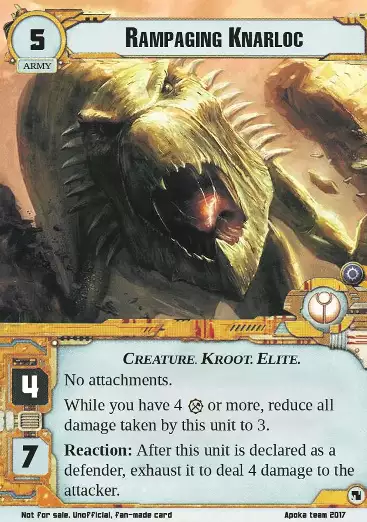 5
ARMY
RAMPAGING KNARLOC
CREATURE. KROOT. ELITE.
4
7
No attachments.
While you have 4 or more, reduce all
damage taken by this unit to 3.
Reaction: After this unit is declared as a
defender, exhaust it to deal 4 damage to the
attacker.
Not for sale. Unofficial, fan-made card
Apoka team 2017